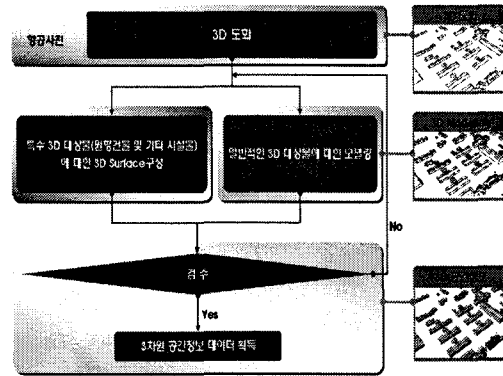 항공사진
3D 도화
특수 3D 대상물(원형건물 및 기타 시설물)
에 대한 3D Surface구성
일반적인 3D 대상물에 대한 모델링
No
검 수
Yes
3차원 공간정보 데이터 획득